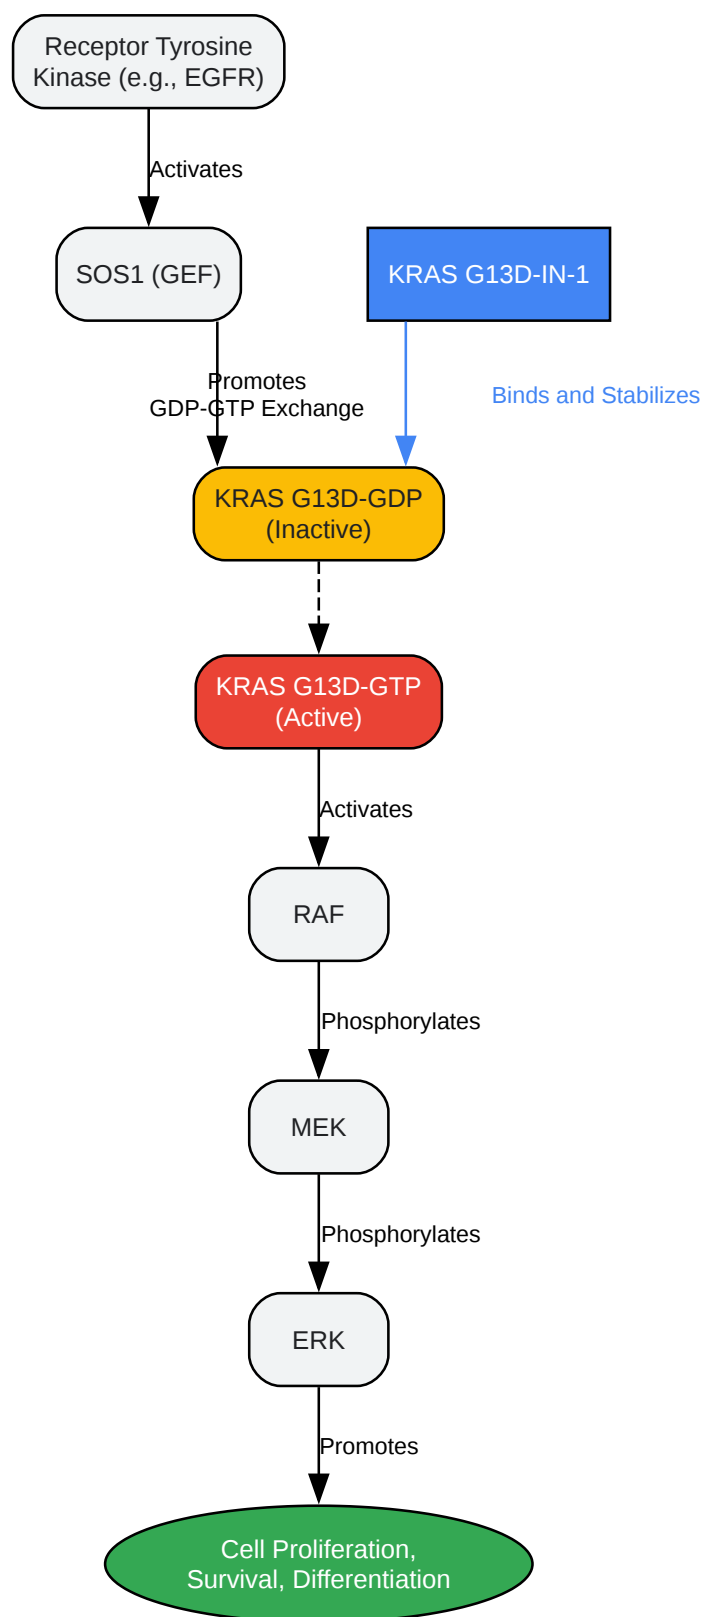 Receptor Tyrosine
Kinase (e.g., EGFR)
Activates
SOS1 (GEF)
KRAS G13D-IN-1
Promotes
GDP-GTP Exchange
Binds and Stabilizes
KRAS G13D-GDP
(Inactive)
KRAS G13D-GTP
(Active)
Activates
RAF
Phosphorylates
MEK
Phosphorylates
ERK
Promotes
Cell Proliferation,
Survival, Differentiation